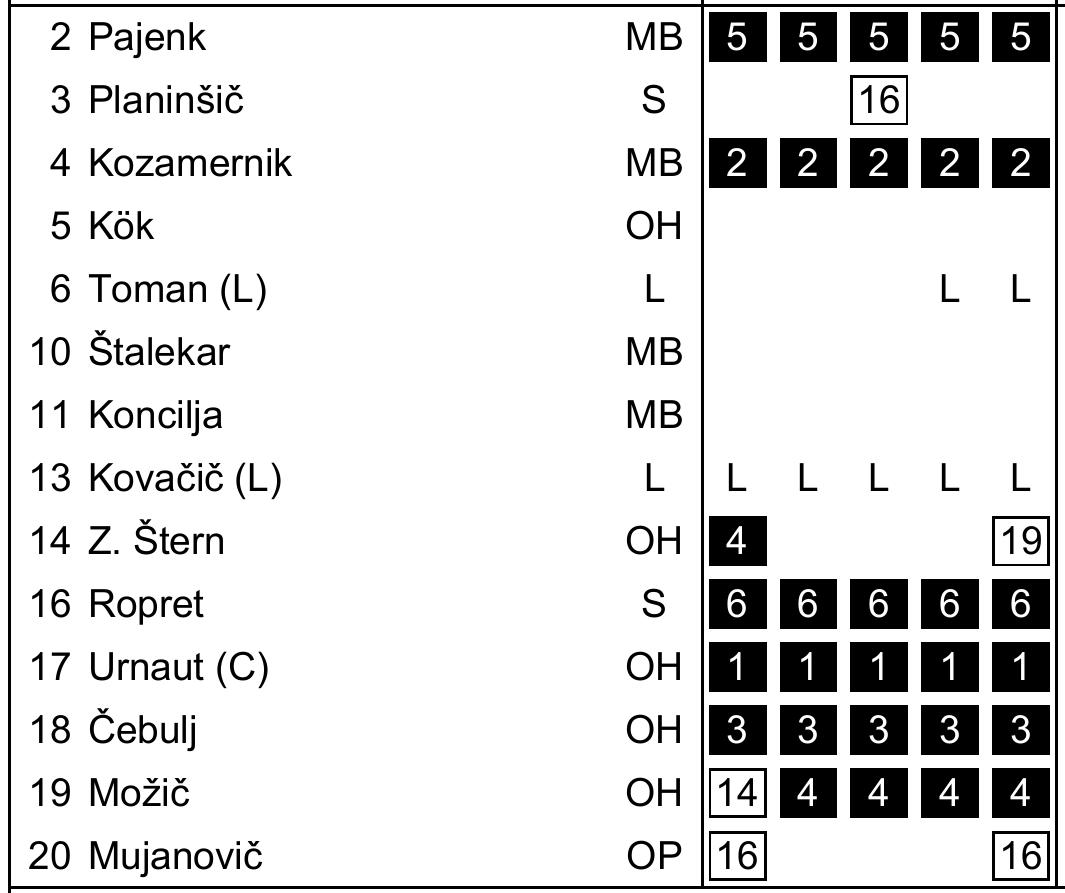 2 Pajenk MB 5 5 5 5 5
3 Planinšič S 16
4 Kozamernik MB 2 2 2 2 2
5 Kök OH
6 Toman (L) L L L
10 Štalekar MB
11 Koncilja MB
13 Kovačič (L) L L L L L L
14 Z. Štern OH 4 19
16 Ropret S 6 6 6 6 6
17 Urnaut (C) OH 1 1 1 1 1
18 Čebulj OH 3 3 3 3 3
19 Možič OH 14 4 4 4 4
20 Mujanovič OP 16 16